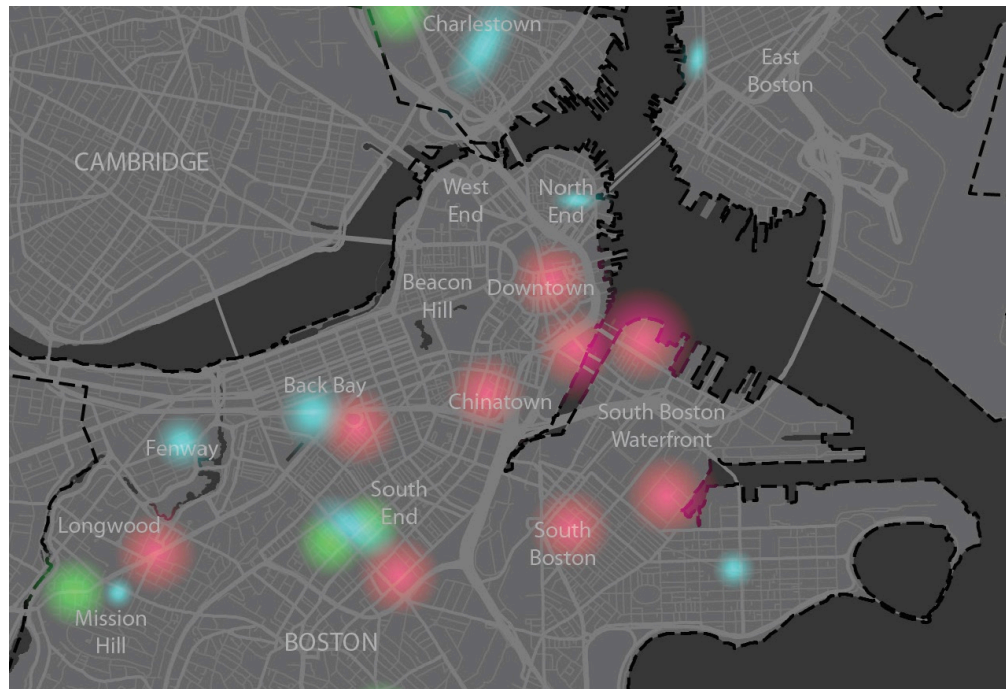 Charlestown
East
Boston
CAMBRIDGE
West
End
North
End
Beacon
Hill
Downtown
Back Bay
Chinatown
South Boston
Waterfront
Fenway
South
End
Longwood
South
Boston
Mission
Hill
BOSTON